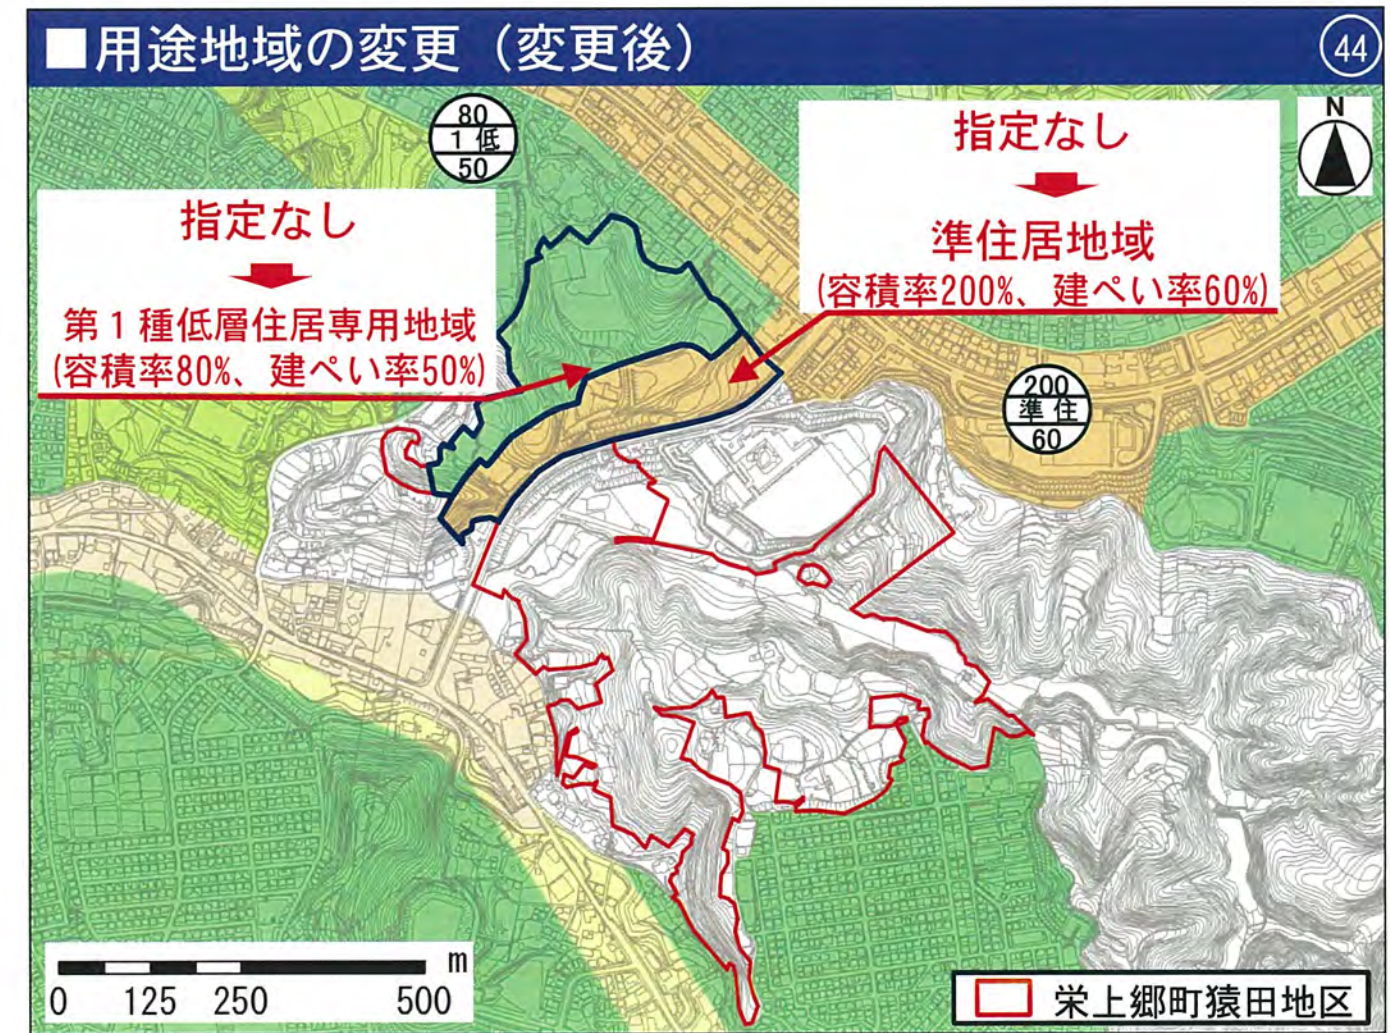 ■用途地域の変更（変更後）
44
80
1低
50
指定なし
準住居地域
(容積率200%、建ぺい率60%)
N
指定なし
第1種低層住居専用地域
(容積率80%、建ぺい率50%)
200
準住
60
0 125 250 500 m
栄上郷町猿田地区